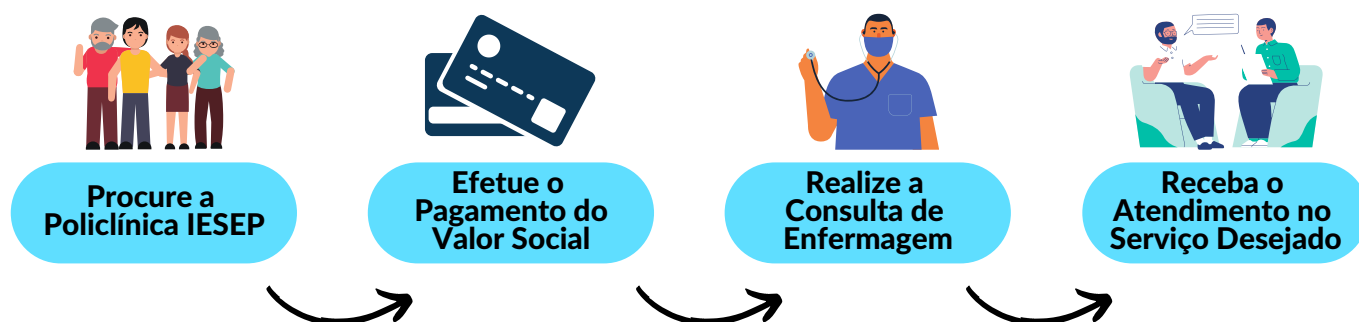 Procure a
Policlínica IESEP
Efetue o
Pagamento do
Valor Social
Realize a
Consulta de
Enfermagem
Receba o
Atendimento no
Serviço Desejado